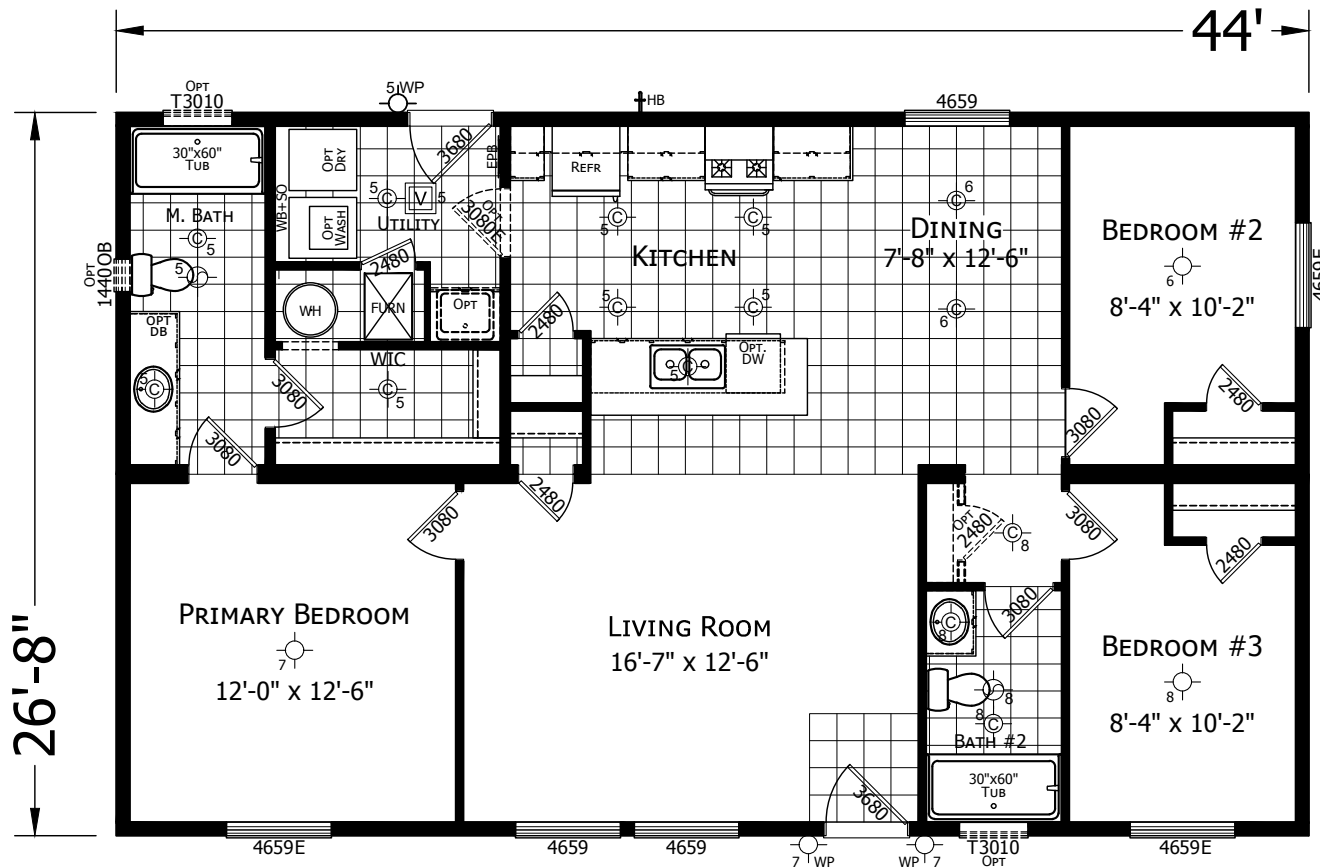 44'
26'-8"
OPT
T3010
5 WP
HB
4659
30"x60"
TUB
OPT
DRY
3680
EPB
REFR
WB+SO
OPT
WASH
5
V
5
UTILITY
OPT
3080E
M. BATH
C
5
5
OPT
1440 OB
2480
WH
FURN
OPT
OPT
DB
5
C
WIC
C
5
3080
3080
KITCHEN
C
5
C
5
C
5
C
5
2480
OPT.
DW
C
5
DINING
7'-8" x 12'-6"
C
6
C
6
BEDROOM #2
6
8'-4" x 10'-2"
4659E
2480
3080
2480
3080
PRIMARY BEDROOM
7
12'-0" x 12'-6"
LIVING ROOM
16'-7" x 12'-6"
OPT
2480
C
8
3080
2480
3080
C
8
8
8
C
BATH #2
30"x60"
TUB
BEDROOM #3
8
8'-4" x 10'-2"
3680
4659E
4659
4659
7 WP
WP 7
T3010
OPT
4659E